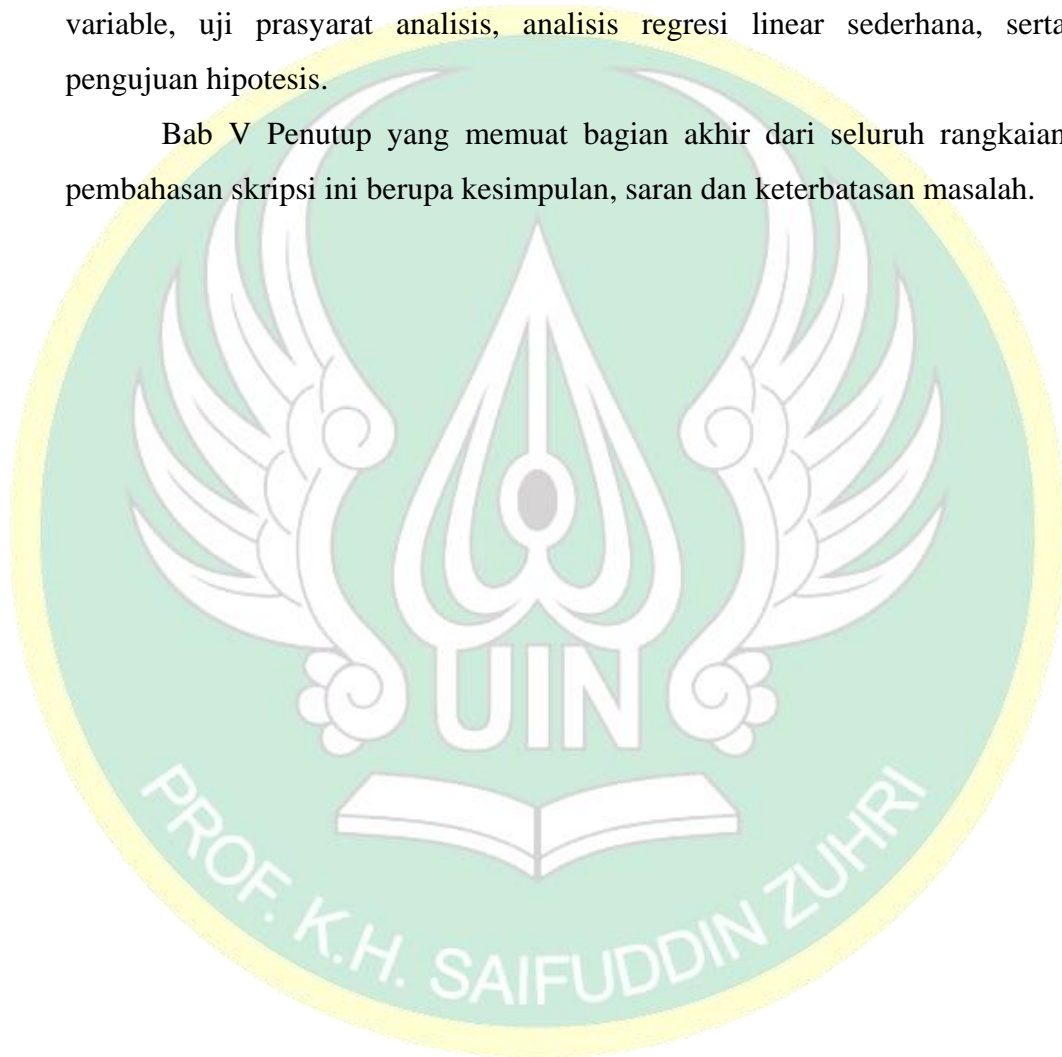 variable, uji prasyarat analisis, analisis regresi linear sederhana, serta
pengujuan hipotesis.
Bab V Penutup yang memuat bagian akhir dari seluruh rangkaian
pembahasan skripsi ini berupa kesimpulan, saran dan keterbatasan masalah.
UIN
PROF. K.H. SAIFUDDIN ZUHRI